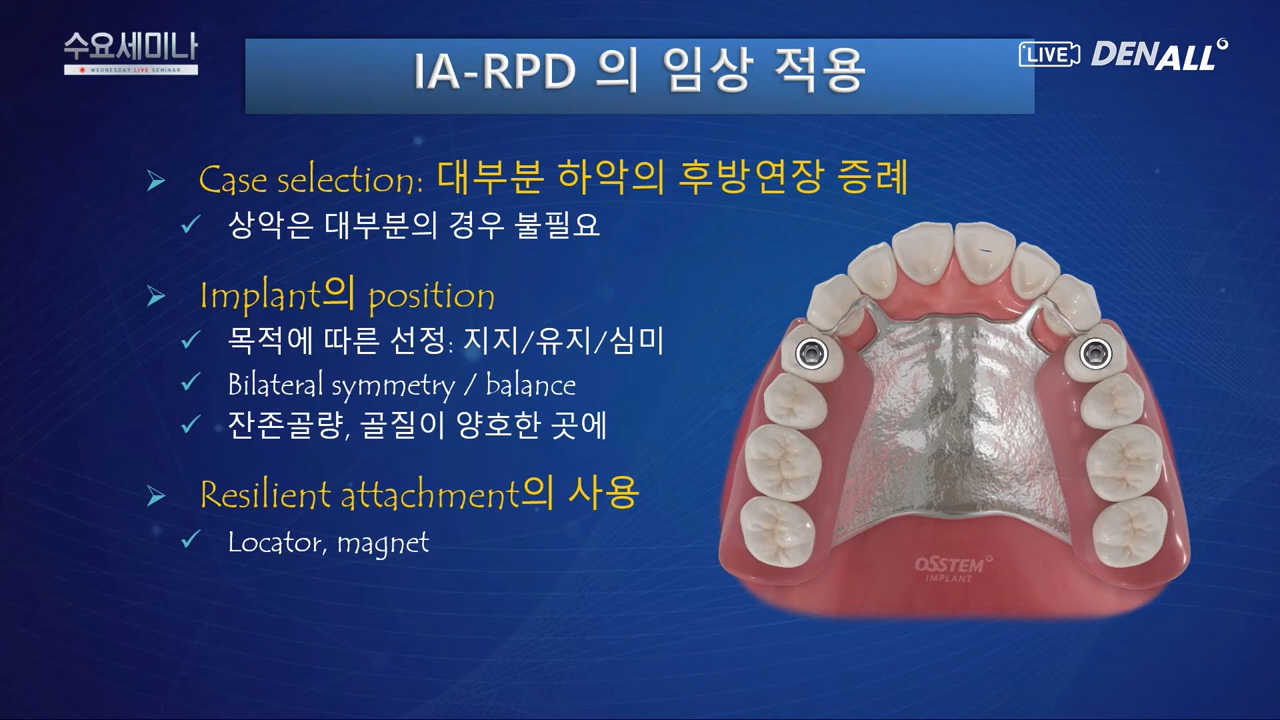 수요세미나
WEDNESDAY LIVE SEMINAR
IA-RPD 의 임상 적용
LIVE
DENALL
Case selection: 대부분 하악의 후방연장 증례
상악은 대부분의 경우 불필요
Implant의 position
목적에 따른 선정: 지지/유지/심미
Bilateral symmetry / balance
잔존골량, 골질이 양호한 곳에
Resilient attachment의 사용
Locator, magnet
OSSTEM
IMPLANT